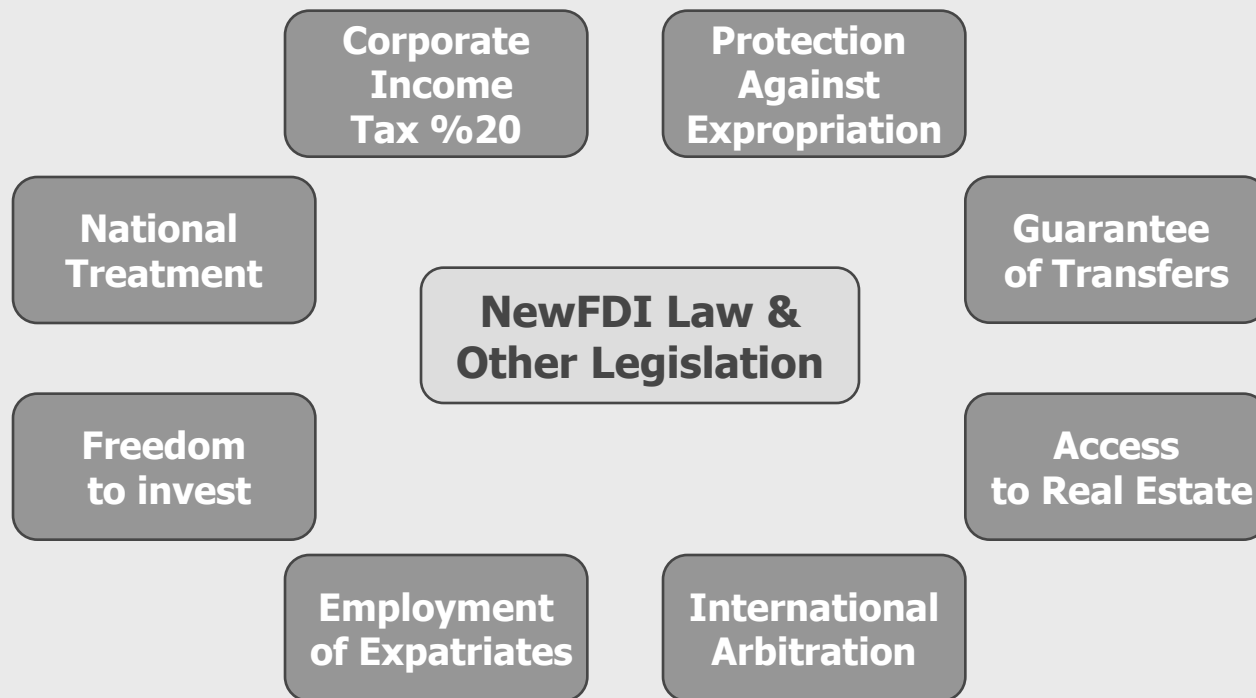 Corporate
Income
Tax %20
Protection
Against
Expropriation
National
Treatment
Guarantee
of Transfers
NewFDI Law &
Other Legislation
Freedom
to invest
Access
to Real Estate
Employment
of Expatriates
International
Arbitration